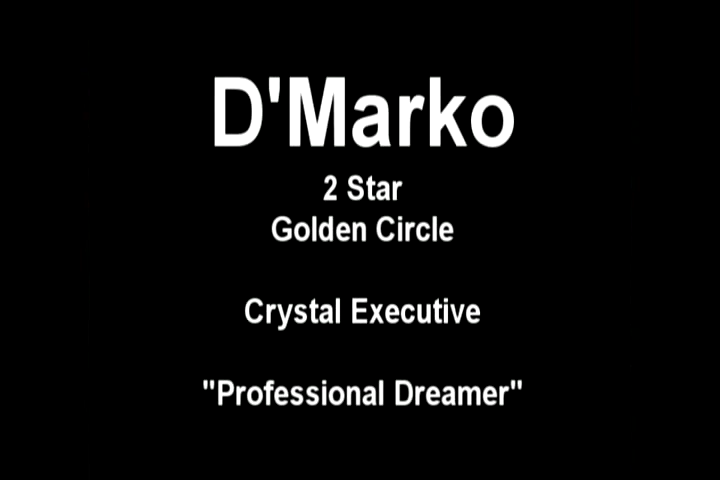 D'Marko
2 Star
Golden Circle
Crystal Executive
"Professional Dreamer"